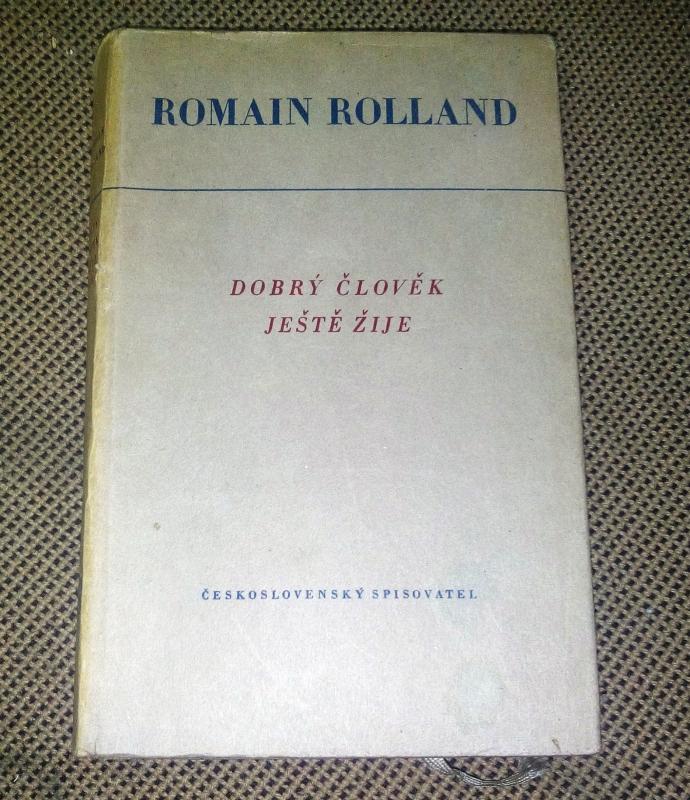 ROMAIN ROLLAND
DOBRÝ ČLOVĚK
JEŠTĚ ŽIJE
ČESKOSLOVENSKÝ SPISOVATEL